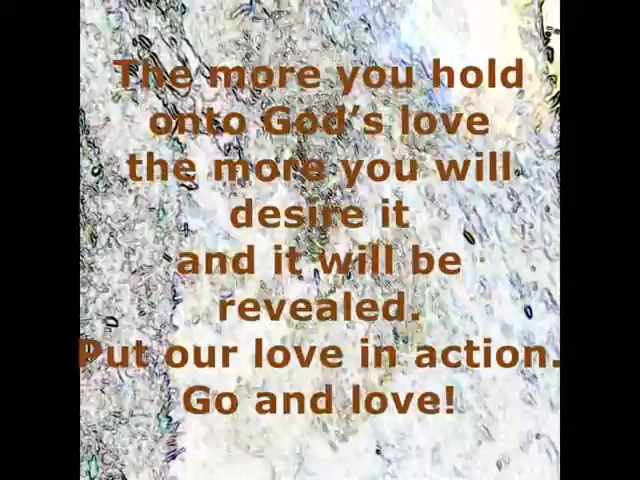 The more you hold
onto God's love
the more you will
desire it
and it will be
revealed.
Put our love in action.
Go and love!